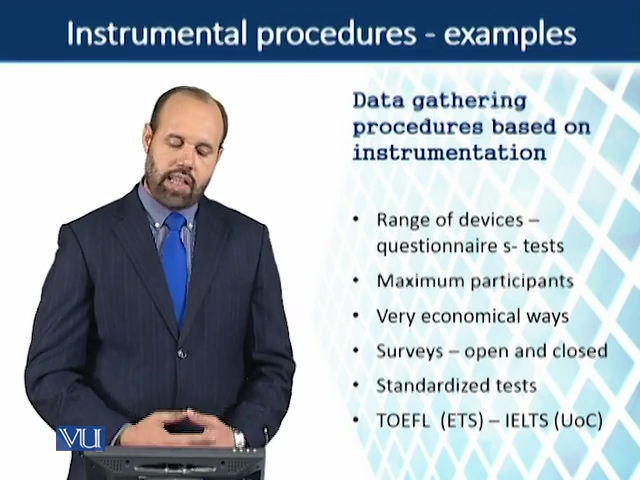 Instrumental procedures - examples
Data gathering
procedures based on
instrumentation
• Range of devices –
questionnaire s- tests
• Maximum participants
• Very economical ways
• Surveys – open and closed
• Standardized tests
• TOEFL (ETS) – IELTS (UoC)
VU